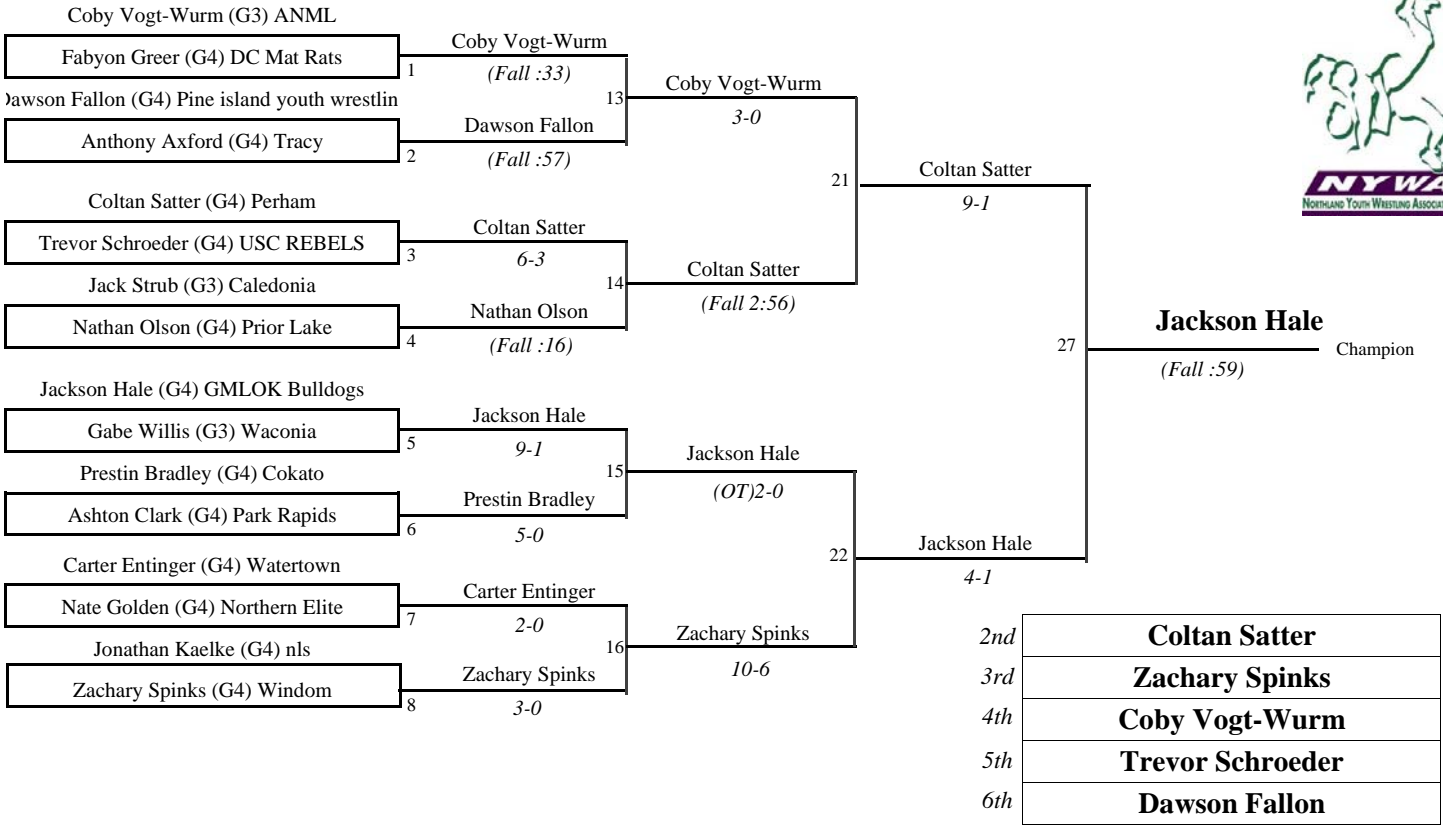 Coby Vogt-Wurm (G3) ANML
Fabyon Greer (G4) DC Mat Rats
1
Dawson Fallon (G4) Pine island youth wrestlin
Anthony Axford (G4) Tracy
2
Coltan Satter (G4) Perham
Trevor Schroeder (G4) USC REBELS
3
Jack Strub (G3) Caledonia
Nathan Olson (G4) Prior Lake
4
Jackson Hale (G4) GMLOK Bulldogs
Gabe Willis (G3) Waconia
5
Prestin Bradley (G4) Cokato
Ashton Clark (G4) Park Rapids
6
Carter Entinger (G4) Watertown
Nate Golden (G4) Northern Elite
7
Jonathan Kaelke (G4) nls
Zachary Spinks (G4) Windom
8
Coby Vogt-Wurm
(Fall :33)
13
Dawson Fallon
(Fall :57)
Coltan Satter
6-3
14
Nathan Olson
(Fall :16)
Jackson Hale
9-1
15
Prestin Bradley
5-0
Carter Entinger
2-0
16
Zachary Spinks
3-0
Coby Vogt-Wurm
3-0
21
Coltan Satter
(Fall 2:56)
Jackson Hale
(OT)2-0
22
Zachary Spinks
10-6
Coltan Satter
9-1
27
Jackson Hale
4-1
Jackson Hale
Champion
(Fall :59)
NYWA
NORTHLAND YOUTH WRESTLING ASSOCIAT
2nd Coltan Satter
3rd Zachary Spinks
4th Coby Vogt-Wurm
5th Trevor Schroeder
6th Dawson Fallon